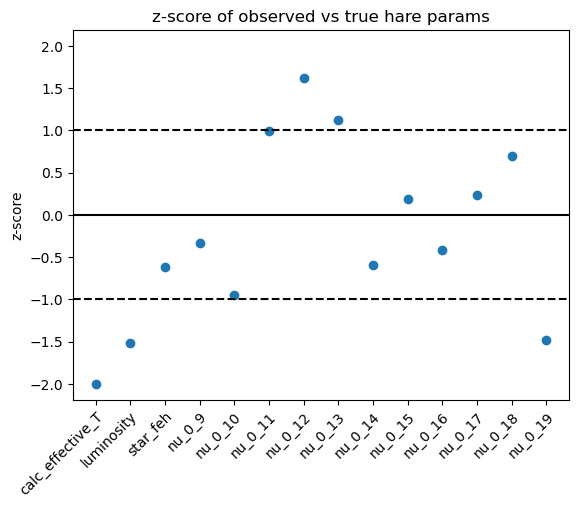 z-score of observed vs true hare params
z-score
2.0
1.5
1.0
0.5
0.0
−0.5
−1.0
−1.5
−2.0
calc_effective_T
luminosity
star_feh
nu_0_9
nu_0_10
nu_0_11
nu_0_12
nu_0_13
nu_0_14
nu_0_15
nu_0_16
nu_0_17
nu_0_18
nu_0_19